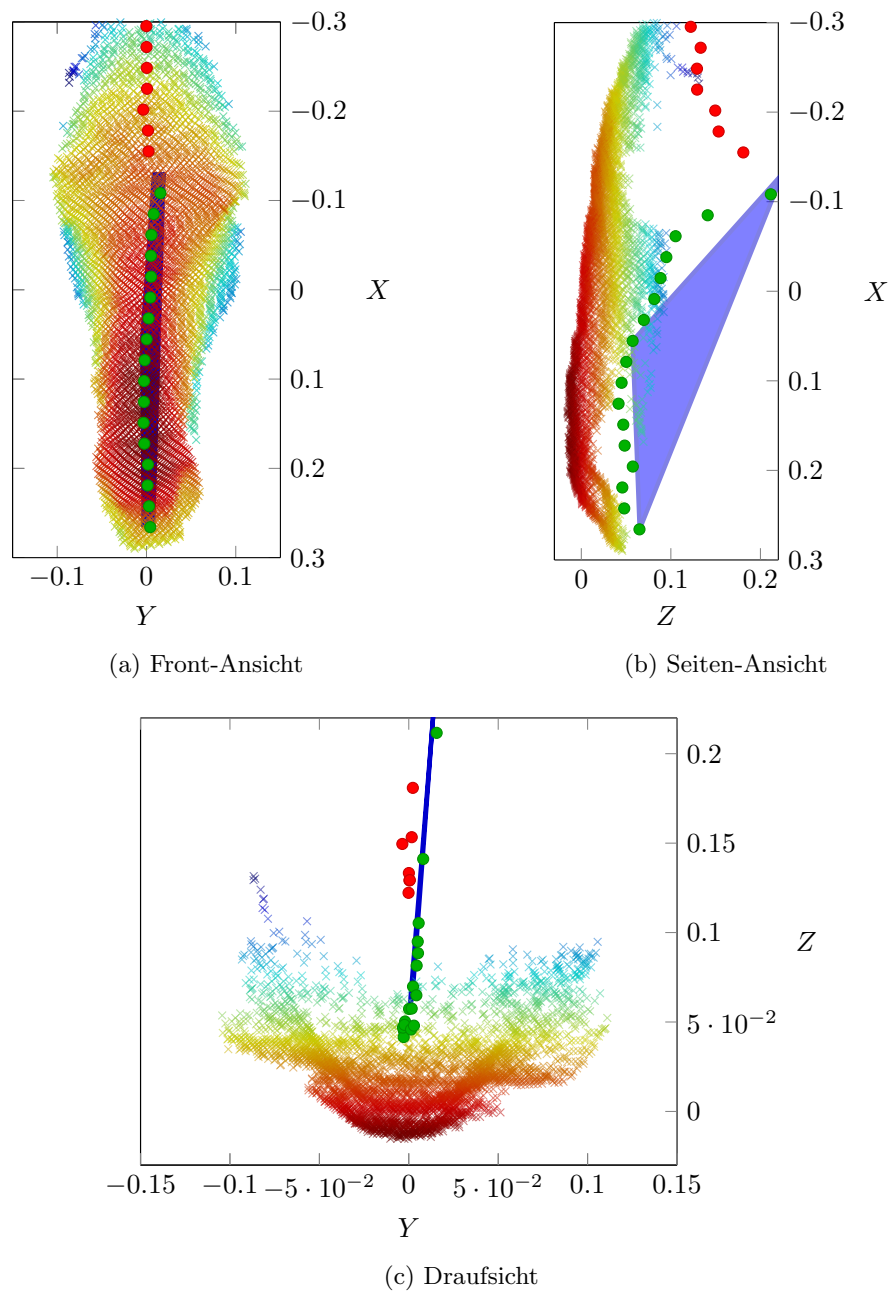 −0.3
−0.2
−0.1
0
0.1
0.2
0.3
X
−0.1 0 0.1
Y
(a) Front-Ansicht
−0.3
−0.2
−0.1
0
0.1
0.2
0.3
X
0 0.1 0.2
Z
(b) Seiten-Ansicht
0.2
0.15
0.1
5 · 10⁻²
0
Z
−0.15 −0.1 −5 · 10⁻² 0 5 · 10⁻² 0.1 0.15
Y
(c) Draufsicht